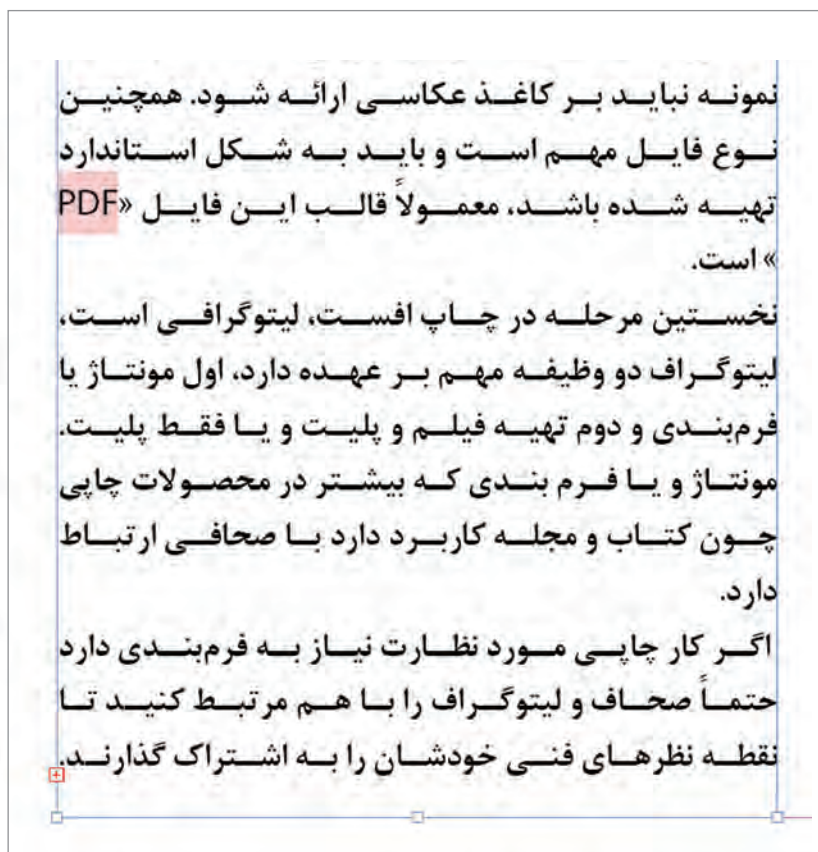 نمونه نباید بر کاغذ عکاسی ارائه شود. همچنین
نوع فایل مهم است و باید به شکل استاندارد
تهیه شده باشد، معمولاً قالب این فایل «PDF
» است.
نخستین مرحله در چاپ افست، لیتوگرافی است،
لیتوگراف دو وظیفه مهم بر عهده دارد، اول مونتاژ یا
فرم‌بندی و دوم تهیه فیلم و پلیت و یا فقط پلیت.
مونتاژ و یا فرم بندی که بیشتر در محصولات چاپی
چون کتاب و مجله کاربرد دارد با صحافی ارتباط
دارد.
اگر کار چاپی مورد نظارت نیاز به فرم‌بندی دارد
حتماً صحاف و لیتوگراف را با هم مرتبط کنید تا
نقطه نظرهای فنی خودشان را به اشتراک گذارند.